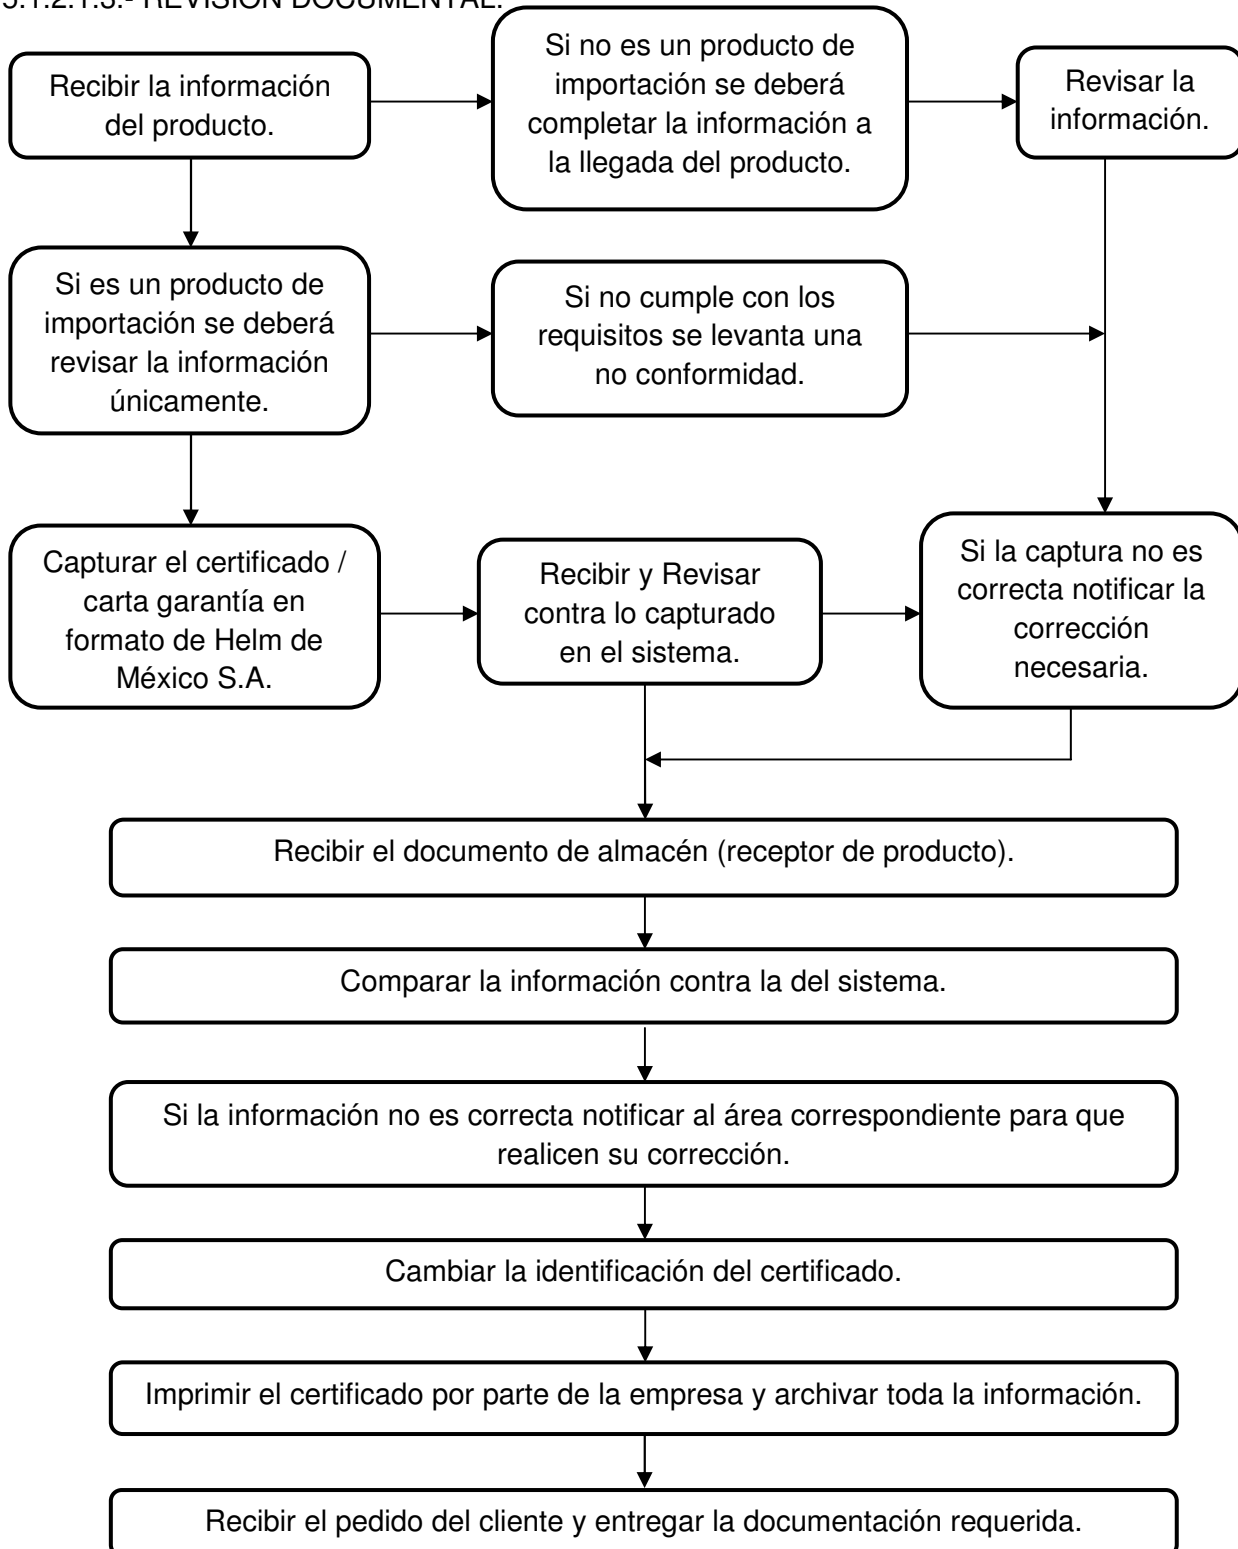 5.1.2.1.3.- REVISIÓN DOCUMENTAL.
Recibir la información
del producto.
Si no es un producto de
importación se deberá
completar la información a
la llegada del producto.
Revisar la
información.
Si es un producto de
importación se deberá
revisar la información
únicamente.
Si no cumple con los
requisitos se levanta una
no conformidad.
Capturar el certificado /
carta garantía en
formato de Helm de
México S.A.
Recibir y Revisar
contra lo capturado
en el sistema.
Si la captura no es
correcta notificar la
corrección
necesaria.
Recibir el documento de almacén (receptor de producto).
Comparar la información contra la del sistema.
Si la información no es correcta notificar al área correspondiente para que
realicen su corrección.
Cambiar la identificación del certificado.
Imprimir el certificado por parte de la empresa y archivar toda la información.
Recibir el pedido del cliente y entregar la documentación requerida.